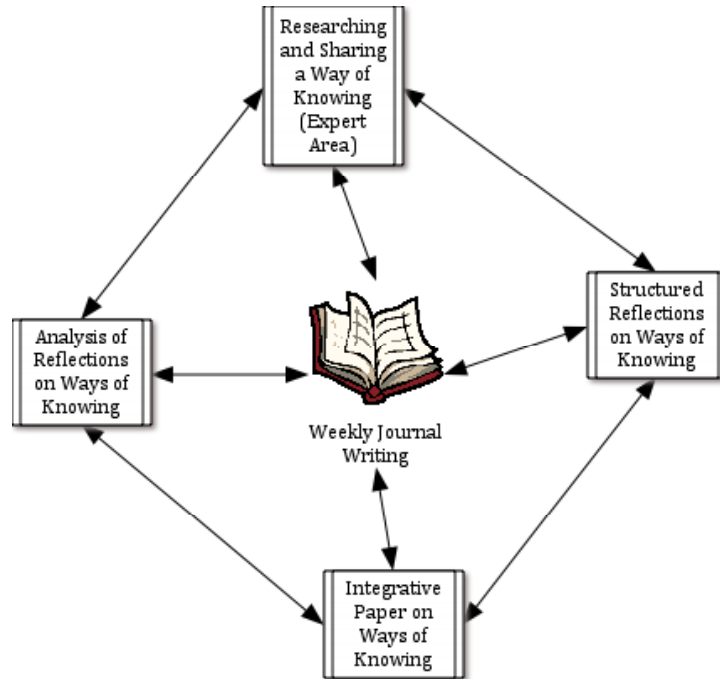 Researching
and Sharing
a Way of
Knowing
(Expert
Area)
Structured
Reflections
on Ways of
Knowing
Analysis of
Reflections
on Ways of
Knowing
Weekly Journal
Writing
Integrative
Paper on
Ways of
Knowing